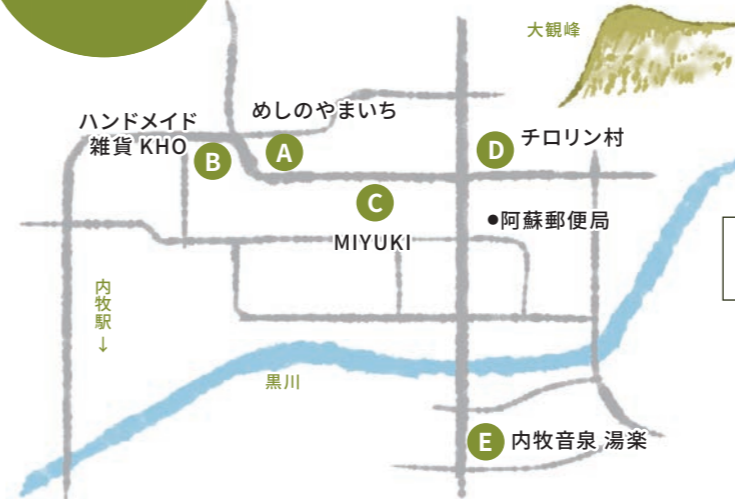 大観峰
めしのやまいち
ハンドメイド
雑貨 KHO
A
B
D
チロリン村
C
●阿蘇郵便局
MIYUKI
内牧駅→
黒川
E
内牧音泉 湯楽